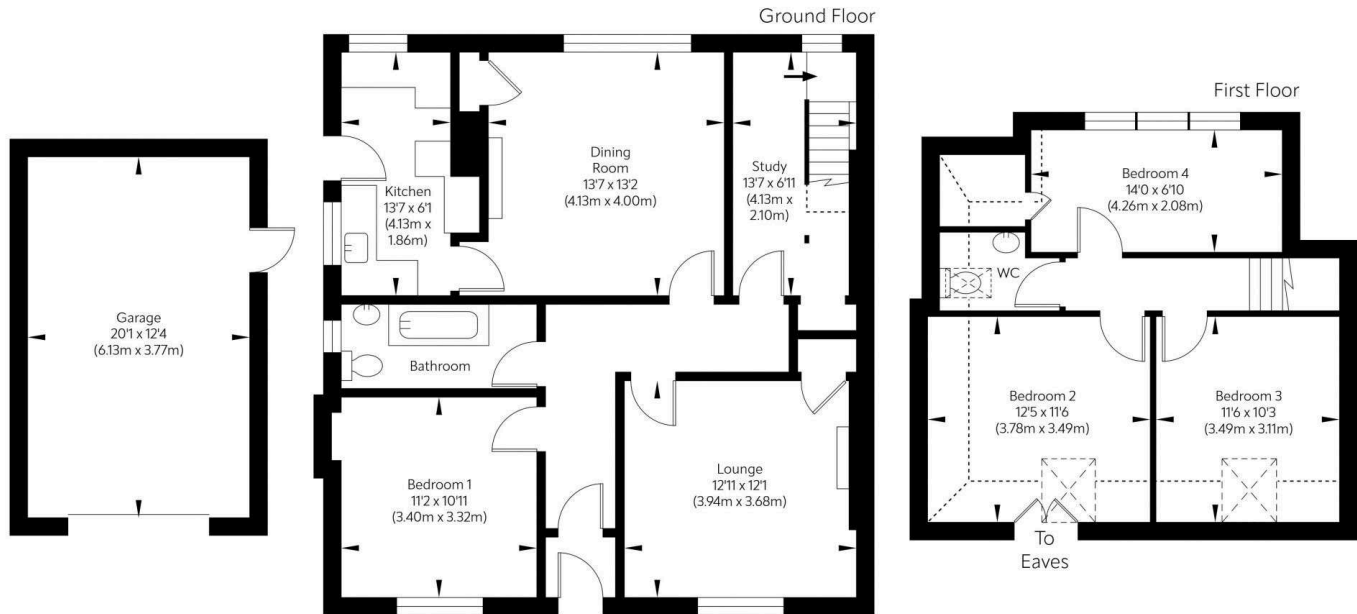 Ground Floor
Garage
20'1 x 12'4
(6.13m x 3.77m)
Kitchen
13'7 x 6'1
(4.13m x
1.86m)
Dining
Room
13'7 x 13'2
(4.13m x 4.00m)
Study
13'7 x 6'11
(4.13m x
2.10m)
Bathroom
Bedroom 1
11'2 x 10'11
(3.40m x 3.32m)
Lounge
12'11 x 12'1
(3.94m x 3.68m)
First Floor
Bedroom 4
14'0 x 6'10
(4.26m x 2.08m)
WC
Bedroom 2
12'5 x 11'6
(3.78m x 3.49m)
Bedroom 3
11'6 x 10'3
(3.49m x 3.11m)
To
Eaves